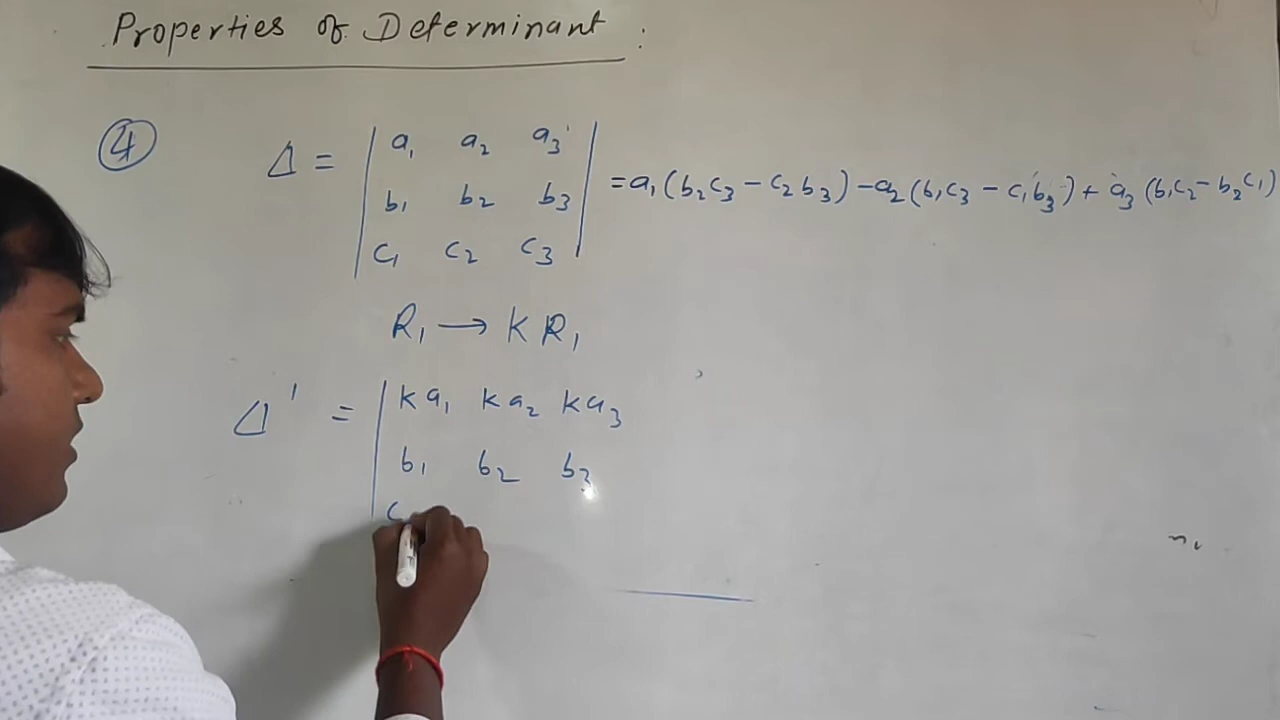 Properties of Determinant :
④ Δ = | a₁ a₂ a₃ | = a₁(b₂c₃ − c₂b₃) − a₂(b₁c₃ − c₁b₃) + a₃(b₁c₂ − b₂c₁)
b₁ b₂ b₃
c₁ c₂ c₃
R₁ → KR₁
Δ' = | Ka₁ Ka₂ Ka₃
b₁ b₂ b₃
c